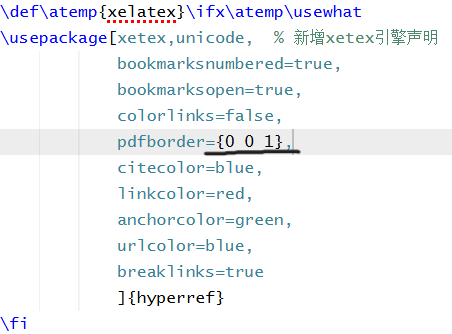 \def\atemp{xelatex}\ifx\atemp\usewhat
\usepackage[xetex,unicode,  % 新增xetex引擎声明
bookmarksnumbered=true,
bookmarksopen=true,
colorlinks=false,
pdfborder={0 0 1},
citecolor=blue,
linkcolor=red,
anchorcolor=green,
urlcolor=blue,
breaklinks=true
]{hyperref}
\fi